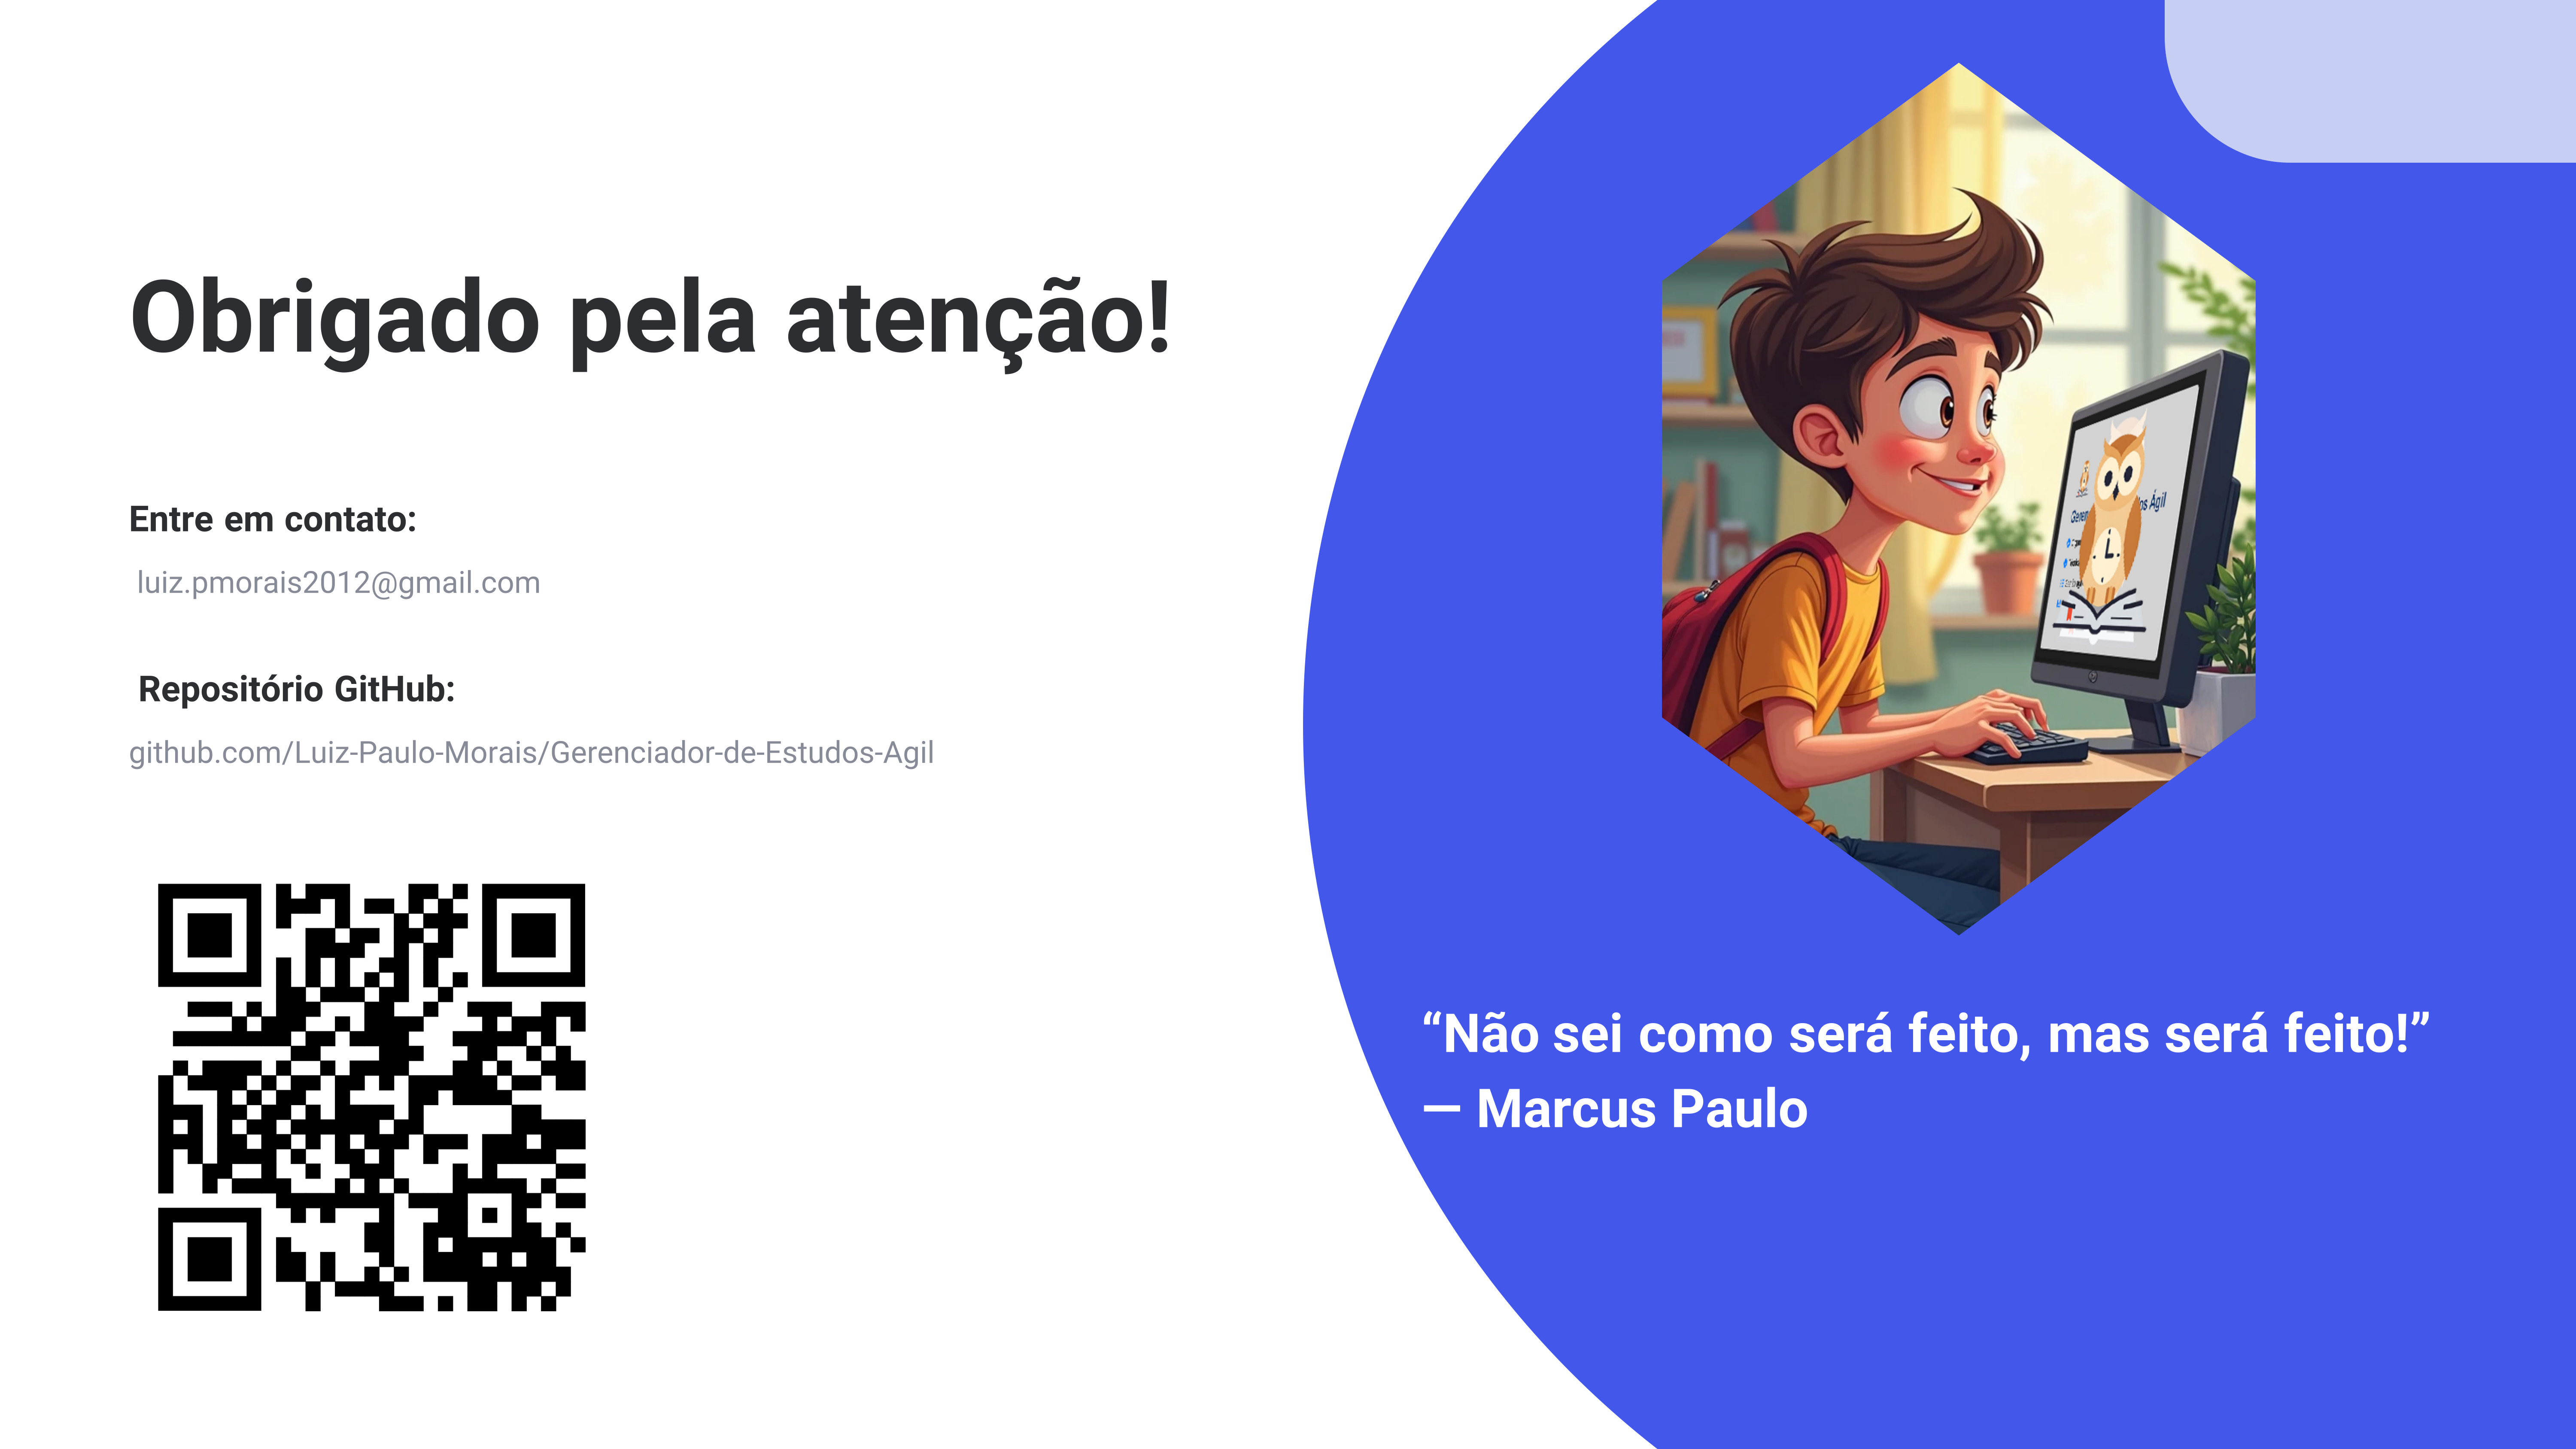 Obrigado pela atenção!
Entre em contato:
luiz.pmorais2012@gmail.com
Repositório GitHub:
github.com/Luiz-Paulo-Morais/Gerenciador-de-Estudos-Agil
“Não sei como será feito, mas será feito!”
— Marcus Paulo